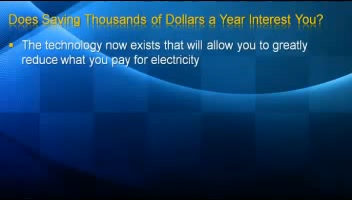 Does Saving Thousands of Dollars a Year Interest You?
The technology now exists that will allow you to greatly
reduce what you pay for electricity